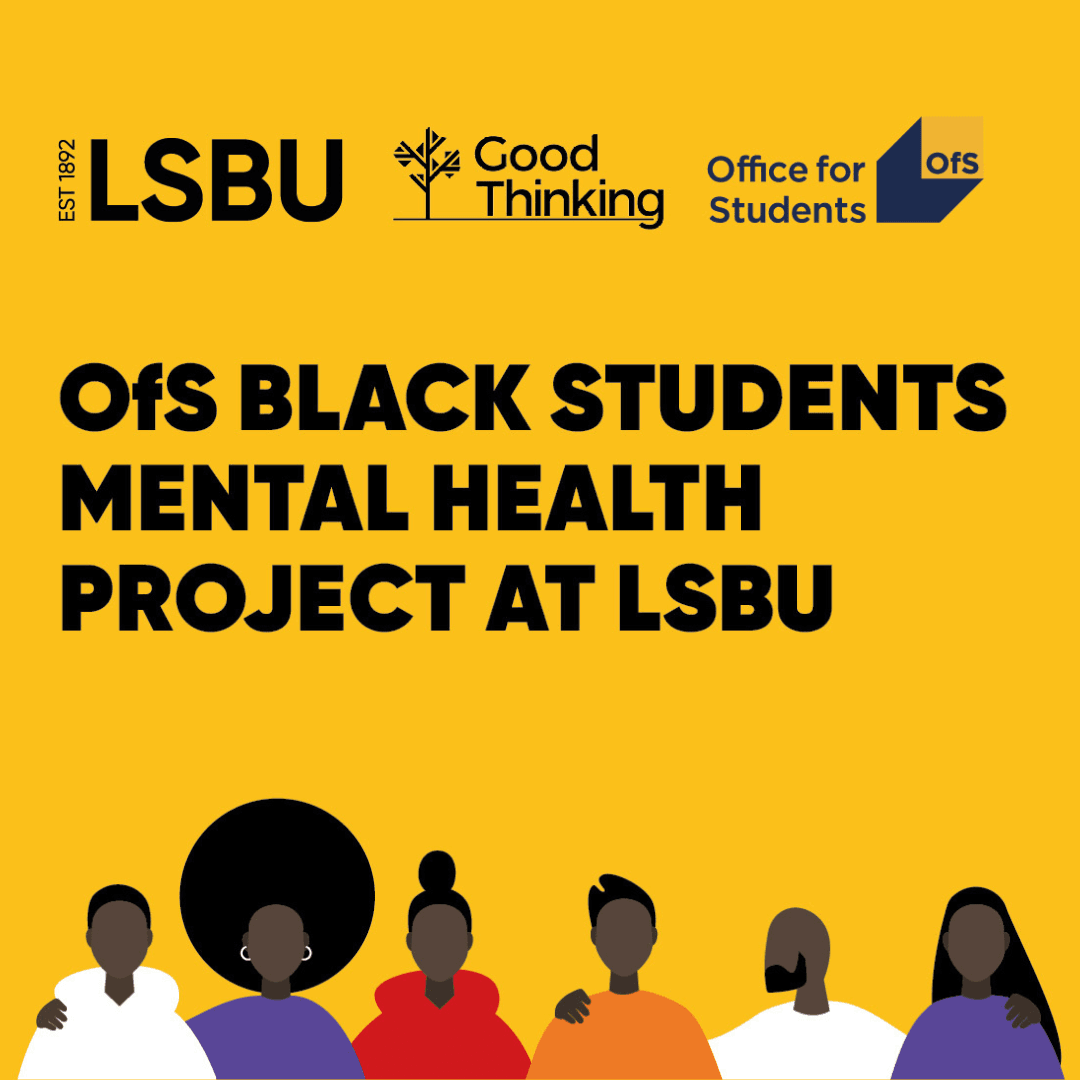 EST 1892
LSBU
Good
Thinking
Office for
Students
OfS
OfS BLACK STUDENTS
MENTAL HEALTH
PROJECT AT LSBU